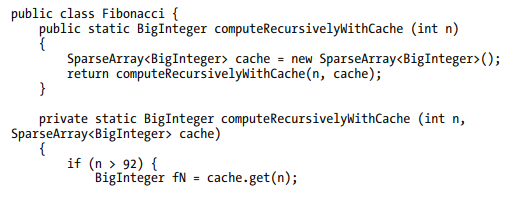 public class Fibonacci {
    public static BigInteger computeRecursivelyWithCache (int n)
    {
        SparseArray<BigInteger> cache = new SparseArray<BigInteger>();
        return computeRecursivelyWithCache(n, cache);
    }

    private static BigInteger computeRecursivelyWithCache (int n,
SparseArray<BigInteger> cache)
    {
        if (n > 92) {
            BigInteger fN = cache.get(n);